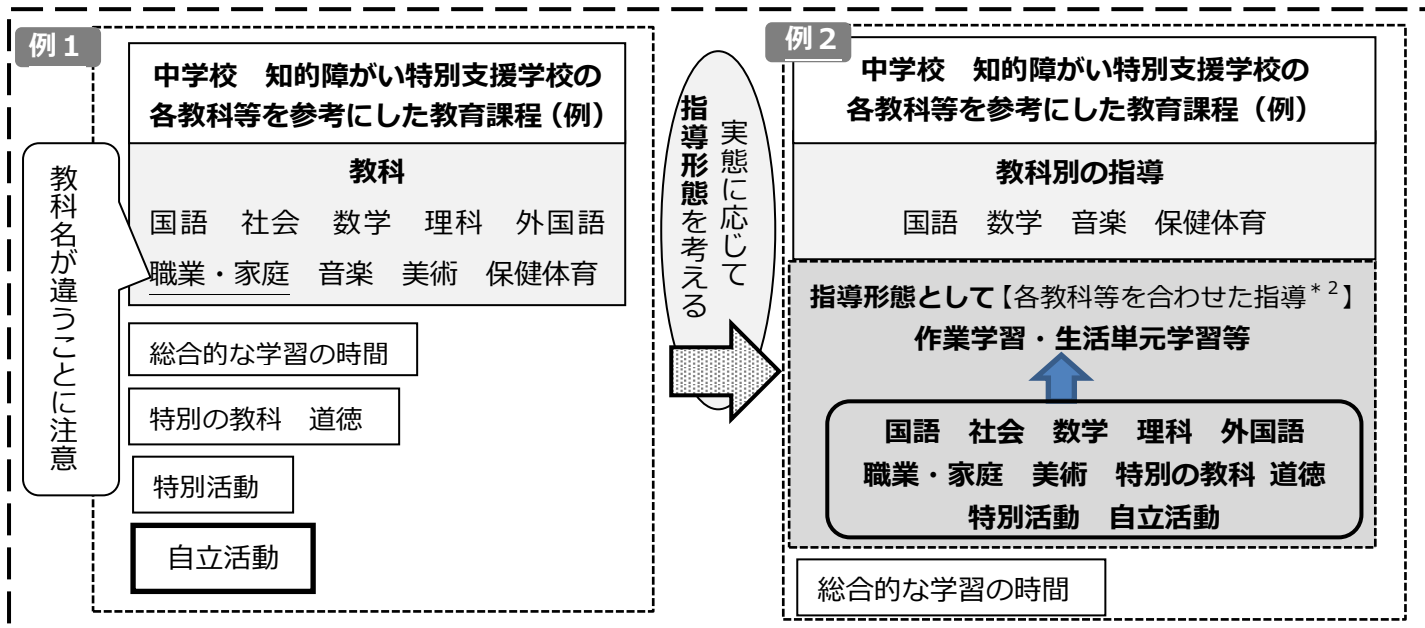 例１
中学校　知的障がい特別支援学校の
各教科等を参考にした教育課程（例）
教科
国語　社会　数学　理科　外国語
職業・家庭　音楽　美術　保健体育
教科名が違うことに注意
総合的な学習の時間
特別の教科　道徳
特別活動
自立活動
実態に応じて
指導形態を考える
例２
中学校　知的障がい特別支援学校の
各教科等を参考にした教育課程（例）
教科別の指導
国語　数学　音楽　保健体育
指導形態として【各教科等を合わせた指導＊２】
作業学習・生活単元学習等
国語　社会　数学　理科　外国語
職業・家庭　美術　特別の教科 道徳
特別活動　自立活動
総合的な学習の時間